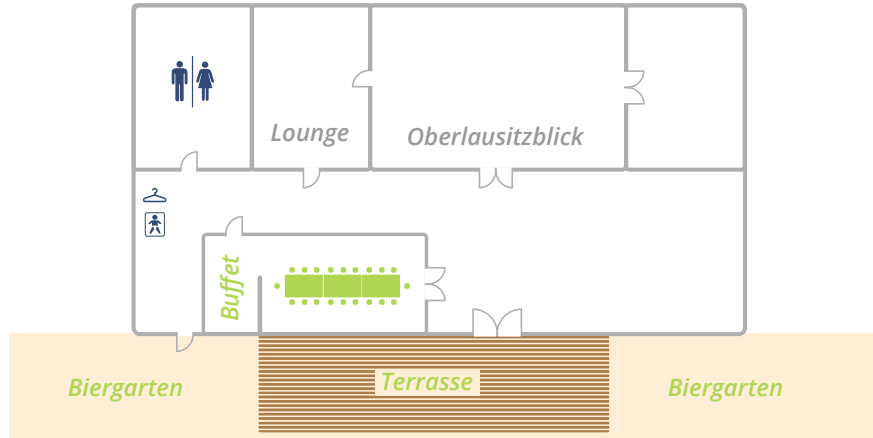 Lounge
Oberlausitzblick
Buffet
Biergarten
Terrasse
Biergarten